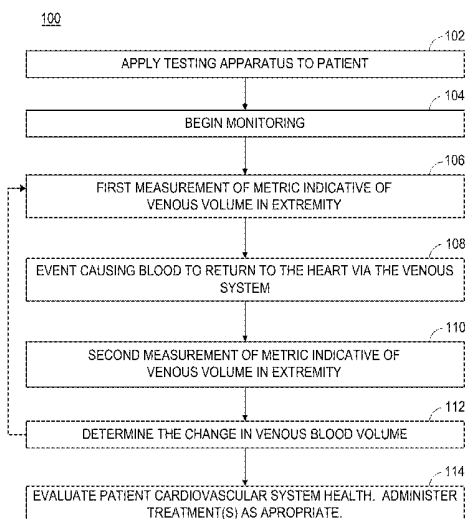 100
102
APPLY TESTING APPARATUS TO PATIENT
104
BEGIN MONITORING
106
FIRST MEASUREMENT OF METRIC INDICATIVE OF
VENOUS VOLUME IN EXTREMITY
108
EVENT CAUSING BLOOD TO RETURN TO THE HEART VIA THE VENOUS
SYSTEM
110
SECOND MEASUREMENT OF METRIC INDICATIVE OF
VENOUS VOLUME IN EXTREMITY
112
DETERMINE THE CHANGE IN VENOUS BLOOD VOLUME
114
EVALUATE PATIENT CARDIOVASCULAR SYSTEM HEALTH. ADMINISTER
TREATMENT(S) AS APROPRIATE.